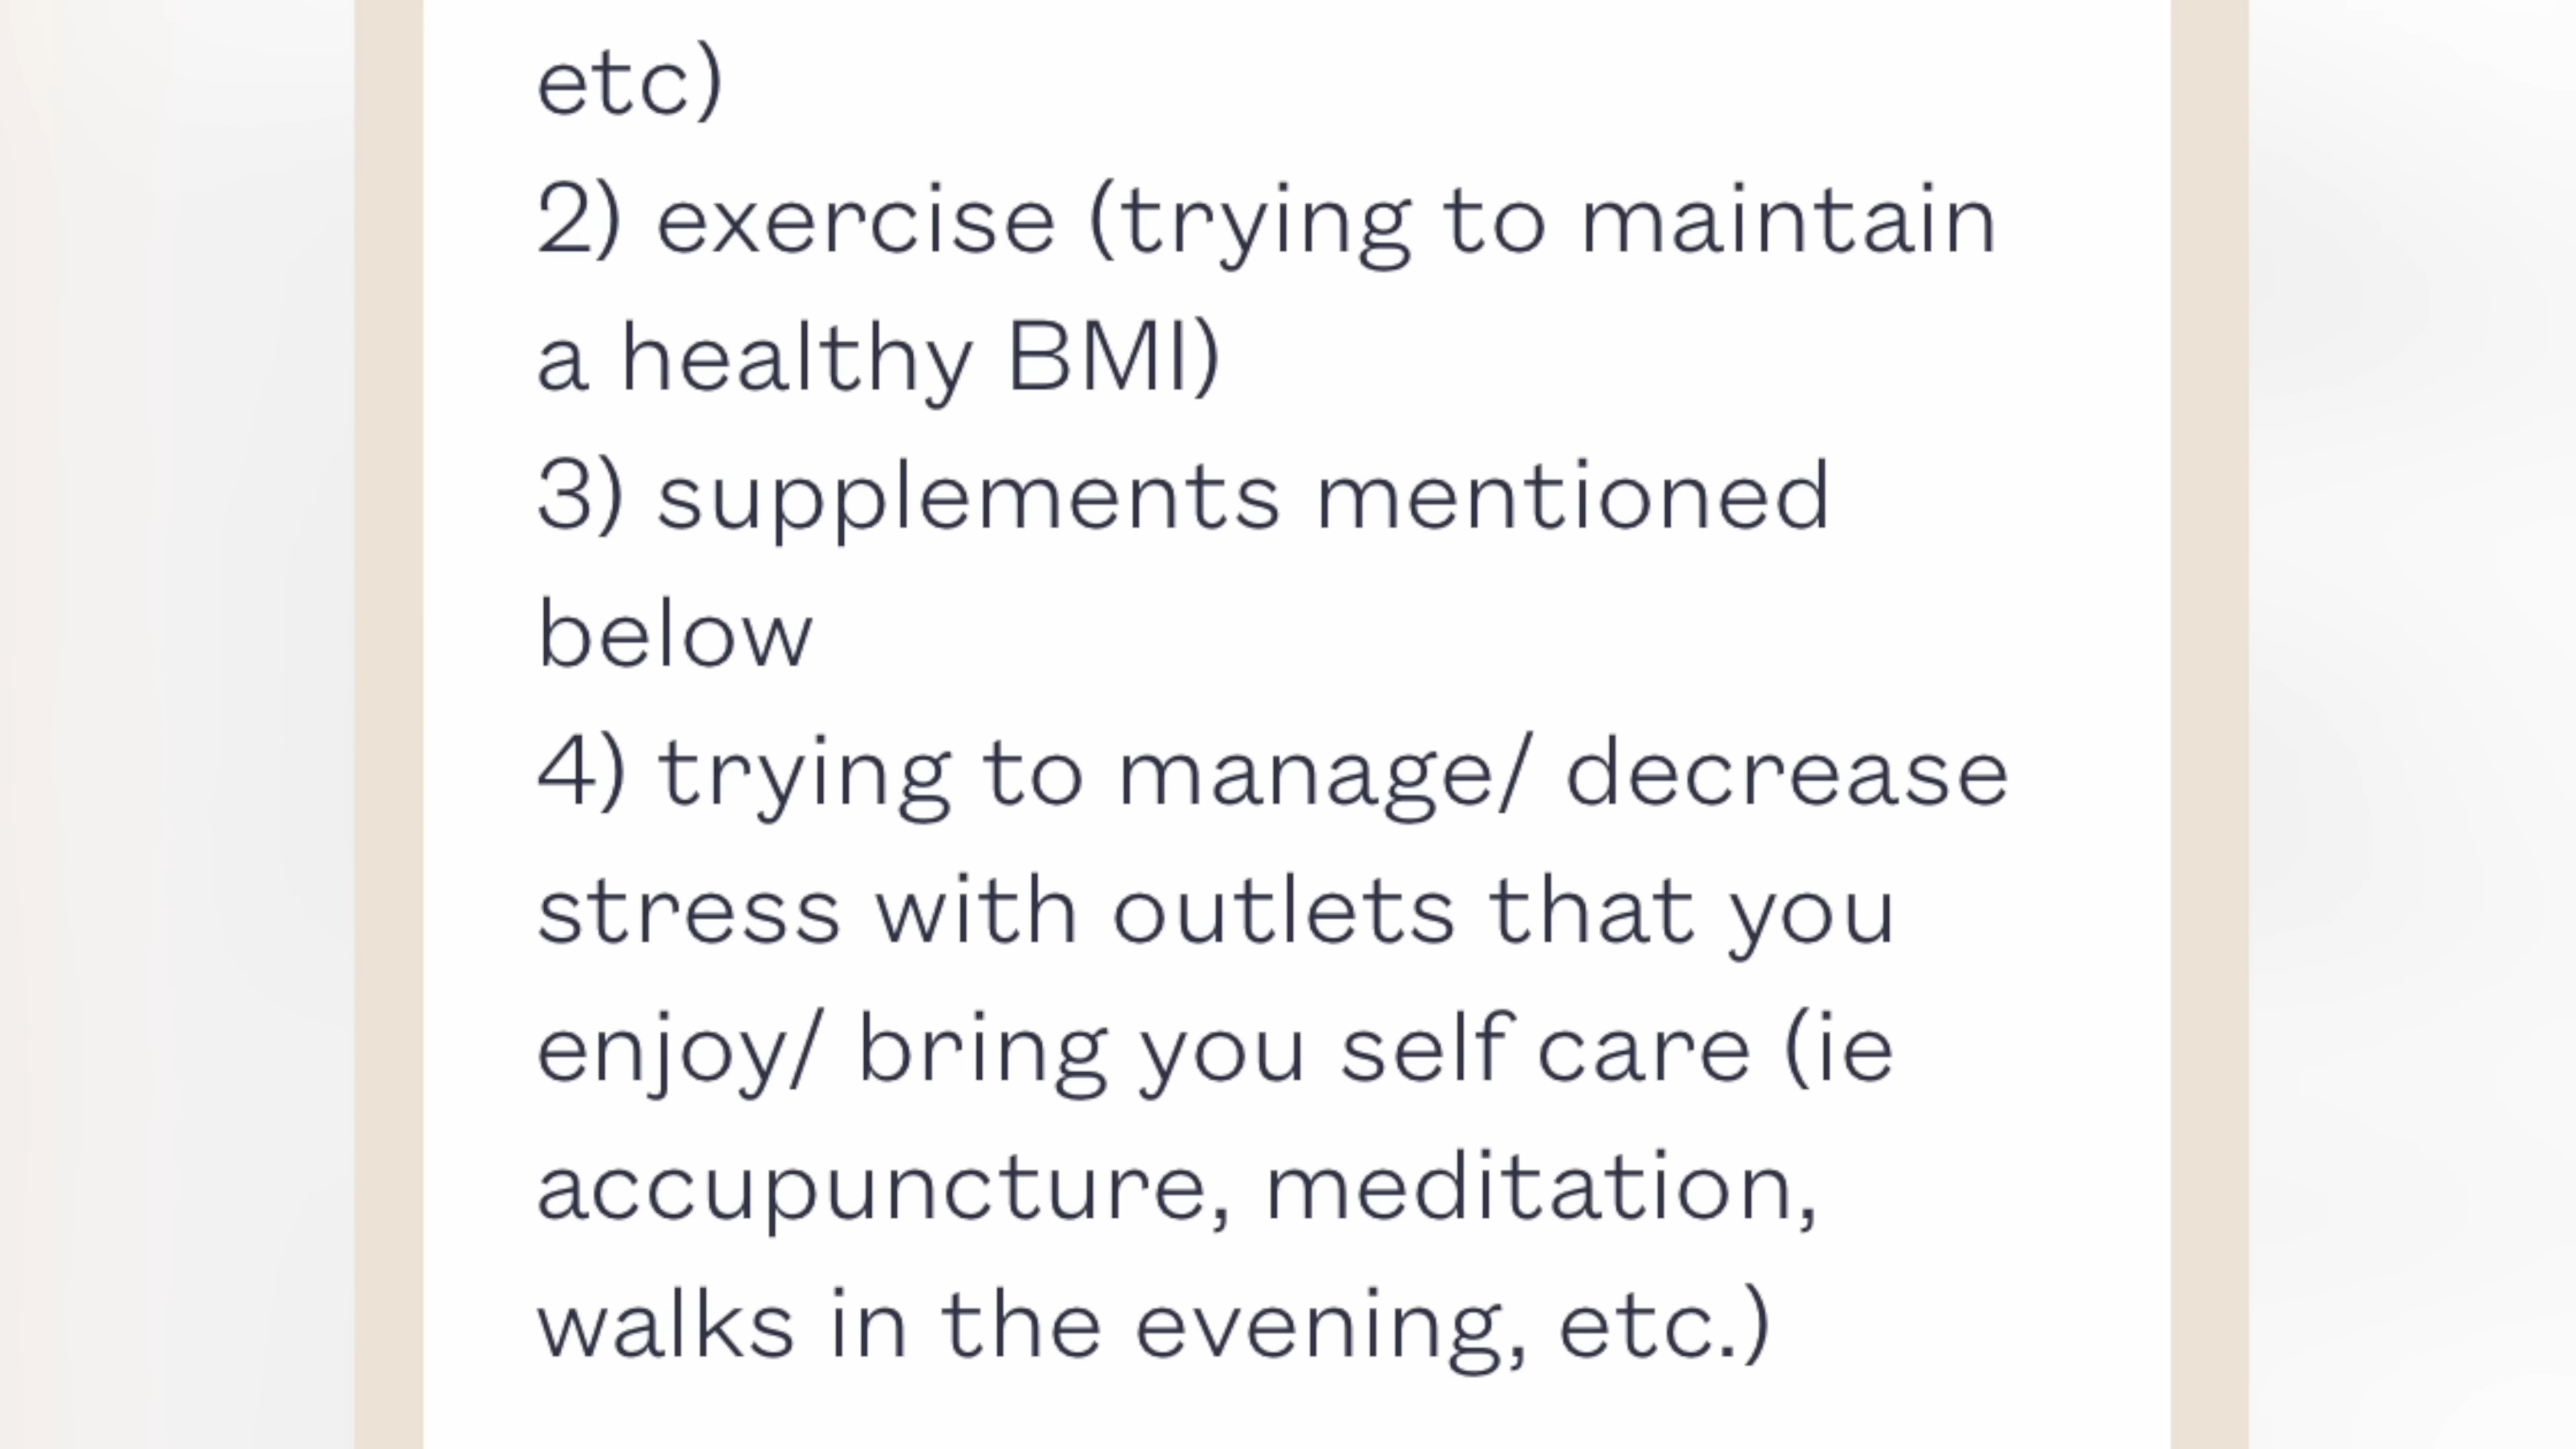 etc)
2) exercise (trying to maintain
a healthy BMI)
3) supplements mentioned
below
4) trying to manage/ decrease
stress with outlets that you
enjoy/ bring you self care (ie
accupuncture, meditation,
walks in the evening, etc.)